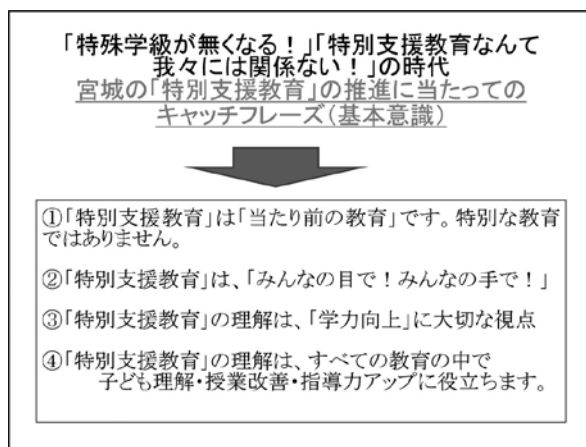 「特殊学級が無くなる！」「特別支援教育なんて
我々には関係ない！」の時代
宮城の「特別支援教育」の推進に当たっての
キャッチフレーズ（基本意識）
①「特別支援教育」は「当たり前の教育」です。特別な教育
ではありません。
②「特別支援教育」は、「みんなの目で！みんなの手で！」
③「特別支援教育」の理解は、「学力向上」に大切な視点
④「特別支援教育」の理解は、すべての教育の中で
子ども理解・授業改善・指導力アップに役立ちます。